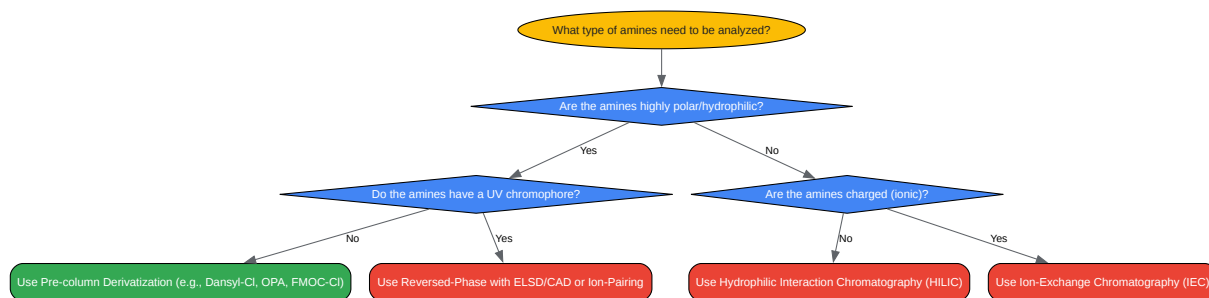 What type of amines need to be analyzed?
Are the amines highly polar/hydrophilic?
Yes
No
Do the amines have a UV chromophore?
Are the amines charged (ionic)?
No
Yes
No
Yes
Use Pre-column Derivatization (e.g., Dansyl-Cl, OPA, FMOC-Cl)
Use Reversed-Phase with ELSD/CAD or Ion-Pairing
Use Hydrophilic Interaction Chromatography (HILIC)
Use Ion-Exchange Chromatography (IEC)